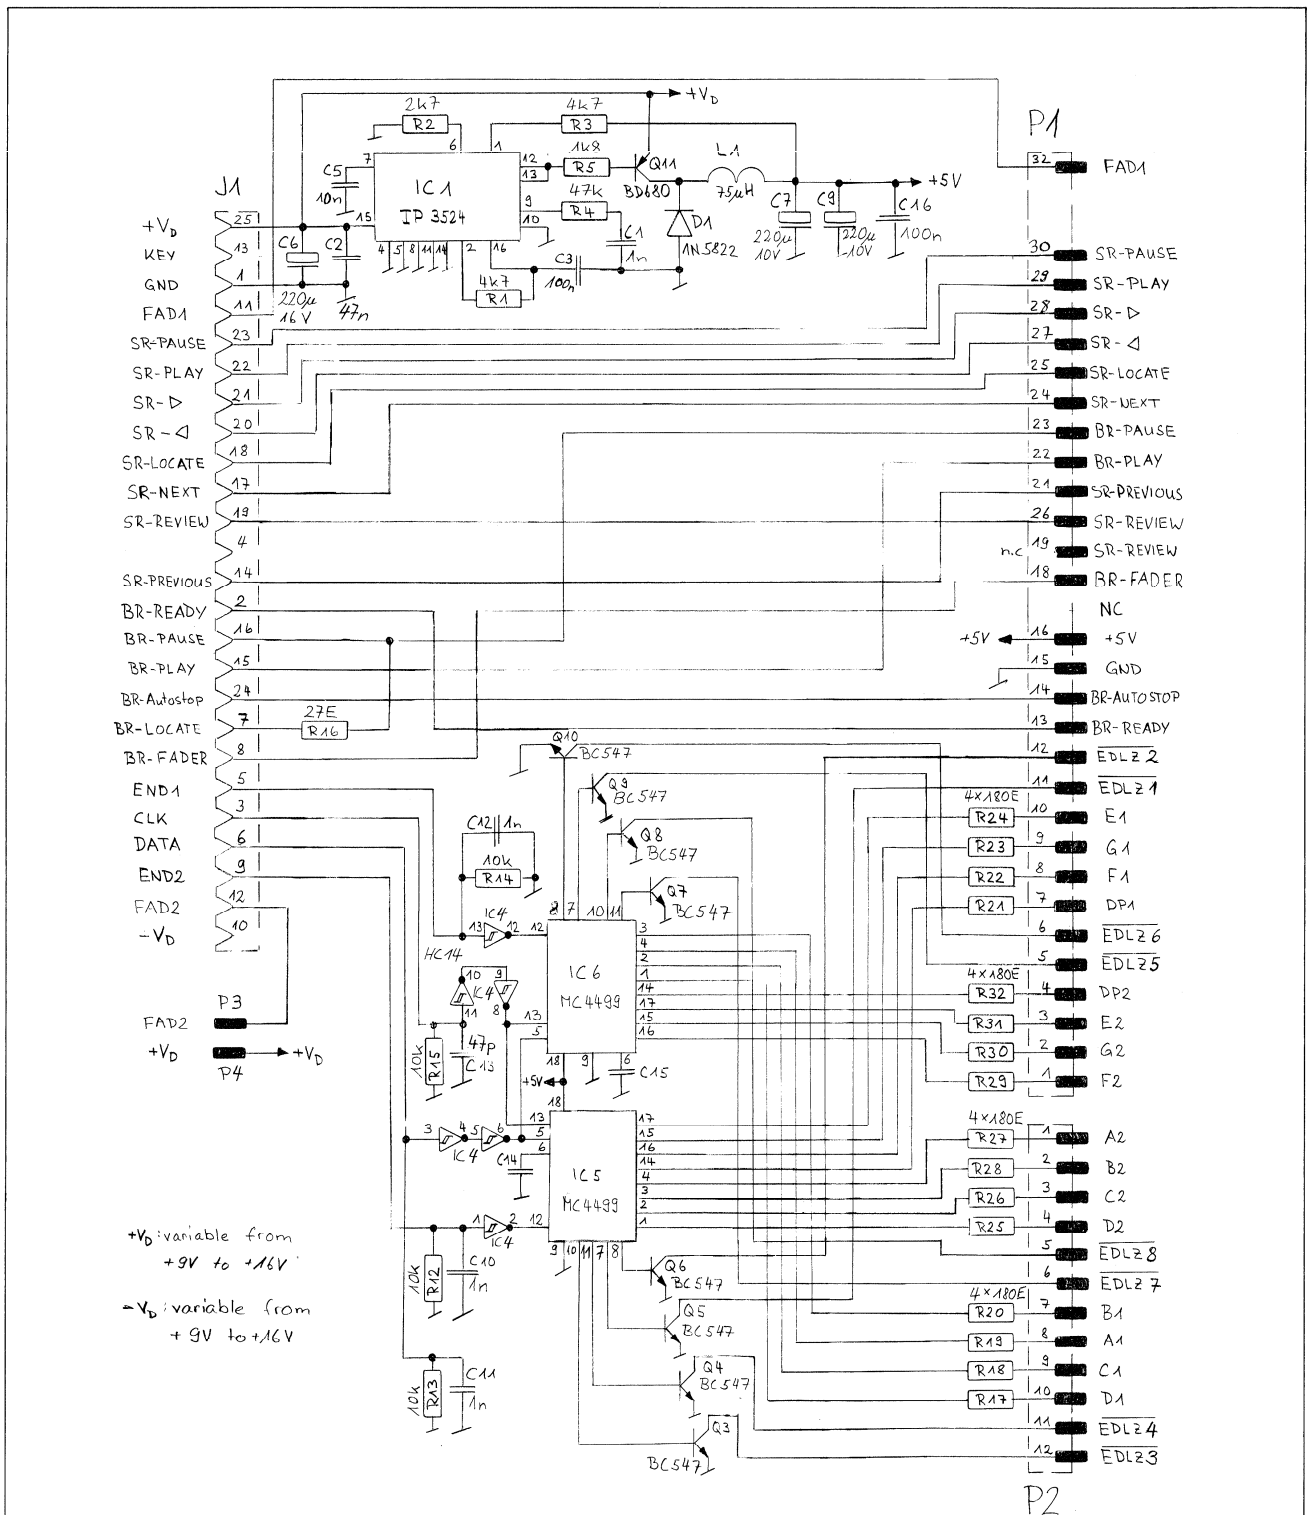 +VD
2k7
R2
6
4k7
R3
1
P1
32 FAD1
J1
C5
10n
7
IC1
IP 3524
12
13
1k8
R5
Q11
BD680
L1
75µH
+5V
47k
R4
9
10
C1
1n
D1
1N5822
C7
220µ
10V
C9
220µ
10V
C16
100n
15
4 5 8 11 14 2 16
C3
100n
4k7
R1
C6
220µ
16V
C2
47n
+VD 25
KEY 13
GND 1
FAD1 11
SR-PAUSE 23
SR-PLAY 22
SR-▷ 21
SR-◁ 20
SR-LOCATE 18
SR-NEXT 17
SR-REVIEW 19
4
SR-PREVIOUS 14
BR-READY 2
BR-PAUSE 16
BR-PLAY 15
BR-Autostop 24
BR-LOCATE 7
27E
R16
BR-FADER 8
END1 5
CLK 3
DATA 6
END2 9
FAD2 12
-VD 10
P3
FAD2
+VD
+VD
P4
30 SR-PAUSE
29 SR-PLAY
28 SR-▷
27 SR-◁
25 SR-LOCATE
24 SR-NEXT
23 BR-PAUSE
22 BR-PLAY
21 SR-PREVIOUS
26 SR-REVIEW
n.c 19 SR-REVIEW
18 BR-FADER
NC
+5V 16 +5V
15 GND
14 BR-AUTOSTOP
13 BR-READY
12 EDLZ2
11 EDLZ1
4×180E
R24 10 E1
R23 9 G1
R22 8 F1
R21 7 DP1
6 EDLZ6
5 EDLZ5
4×180E
R32 4 DP2
R31 3 E2
R30 2 G2
R29 1 F2
Q10
BC547
Q9
BC547
Q8
BC547
Q7
BC547
C12 1n
10k
R14
8 7 10 11
IC4
13 12 12
HC14
IC6
MC4499
3
4
2
1
14
17
15
16
10 9
IC4
11 8
13
5
10k
R15
47p
C13
18 9 6
C15
+5V
18
3 4 5 6
IC4
13
5
6
C14
IC5
MC4499
17
15
16
14
4
3
2
1
1 2 12
IC4
9 10 11 7 8
10k
R12
C10
1n
10k
R13
C11
1n
Q6
BC547
Q5
BC547
Q4
BC547
Q3
BC547
4×180E
R27 1 A2
R28 2 B2
R26 3 C2
R25 4 D2
5 EDLZ8
6 EDLZ7
4×180E
R20 7 B1
R19 8 A1
R18 9 C1
R17 10 D1
11 EDLZ4
12 EDLZ3
P2
+VD: variable from
+9V to +16V
-VD: variable from
+9V to +16V